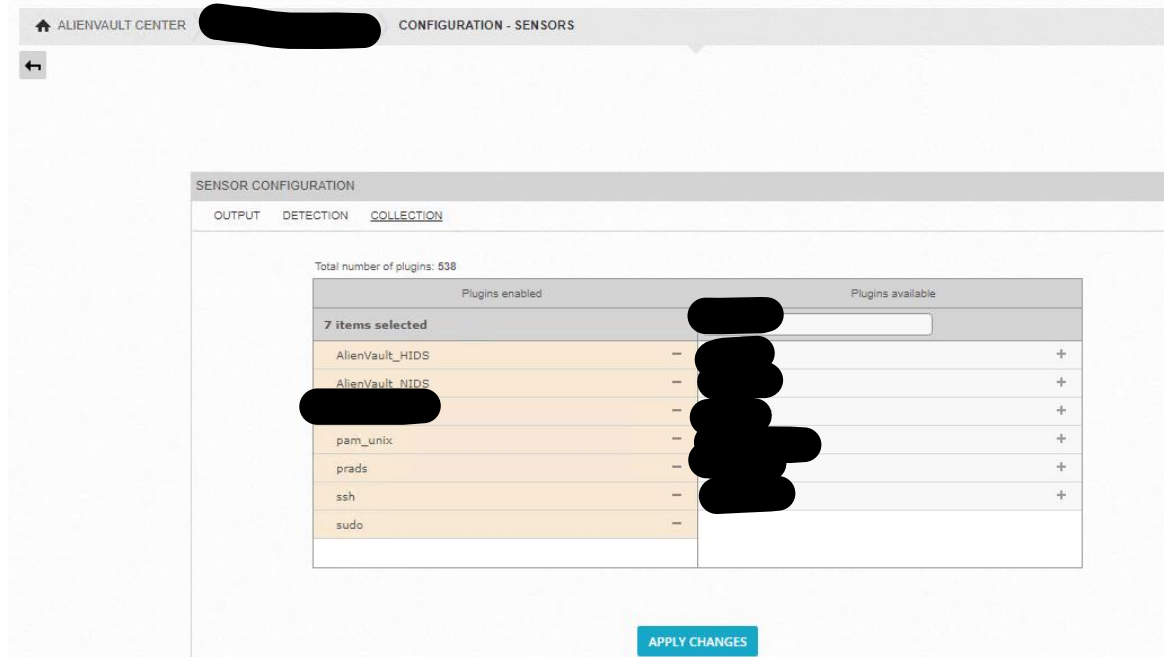 ALIENVAULT CENTER CONFIGURATION - SENSORS
SENSOR CONFIGURATION
OUTPUT DETECTION COLLECTION
Total number of plugins: 538
Plugins enabled Plugins available
7 items selected
AlienVault_HIDS − +
AlienVault_NIDS − +
− +
pam_unix − +
prads − +
ssh − +
sudo −
APPLY CHANGES